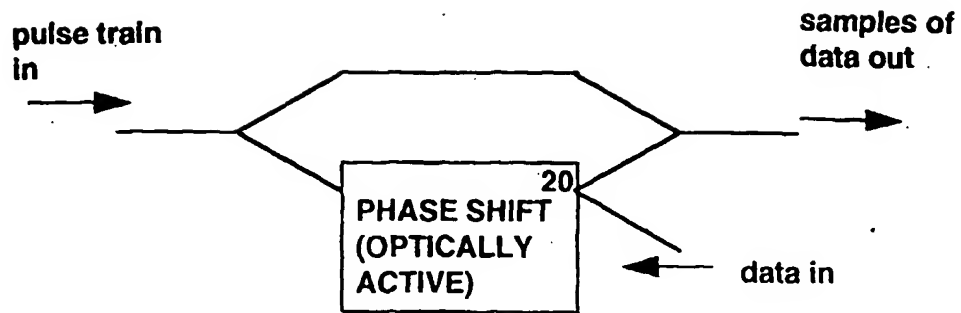 pulse train
in
samples of
data out
20
PHASE SHIFT
(OPTICALLY
ACTIVE)
data in